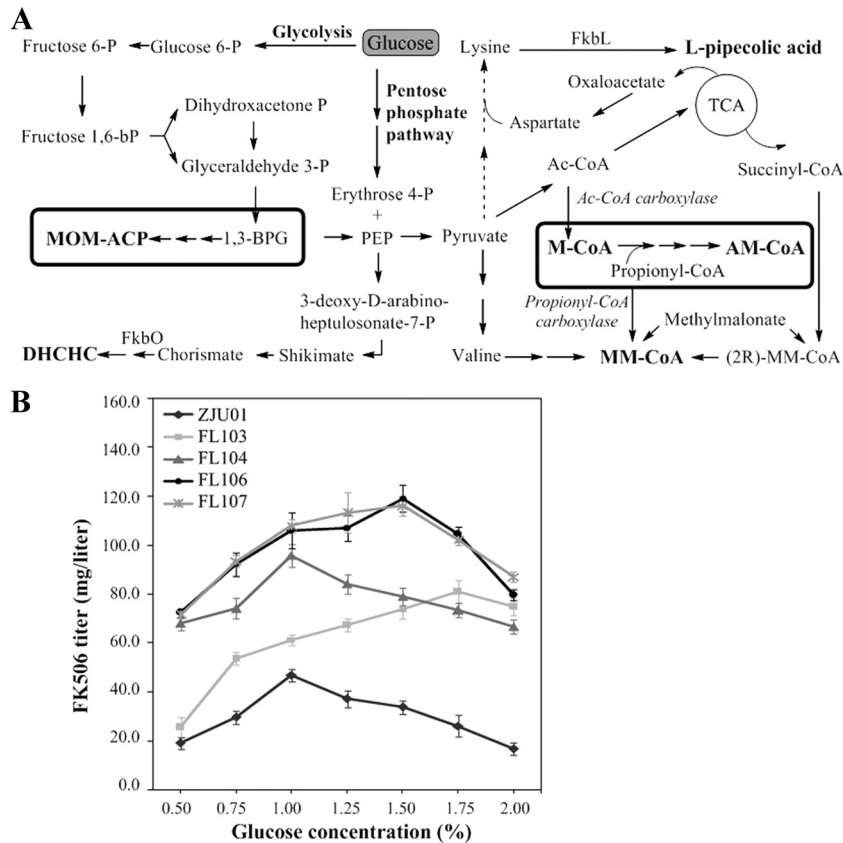 A
Fructose 6-P
Glucose 6-P
Glycolysis
Glucose
Lysine
FkbL
L-pipecolic acid
Pentose
phosphate
pathway
Oxaloacetate
TCA
Dihydroxacetone P
Aspartate
Fructose 1,6-bP
Glyceraldehyde 3-P
Ac-CoA
Succinyl-CoA
Erythrose 4-P
+
Ac-CoA carboxylase
MOM-ACP
1,3-BPG
PEP
Pyruvate
M-CoA
AM-CoA
Propionyl-CoA
3-deoxy-D-arabino-
heptulosonate-7-P
Propionyl-CoA
carboxylase
Methylmalonate
DHCHC
FkbO
Chorismate
Shikimate
Valine
MM-CoA
(2R)-MM-CoA
B
160.0
140.0
120.0
100.0
80.0
60.0
40.0
20.0
0.0
FK506 titer (mg/liter)
ZJU01
FL103
FL104
FL106
FL107
0.50 0.75 1.00 1.25 1.50 1.75 2.00
Glucose concentration (%)